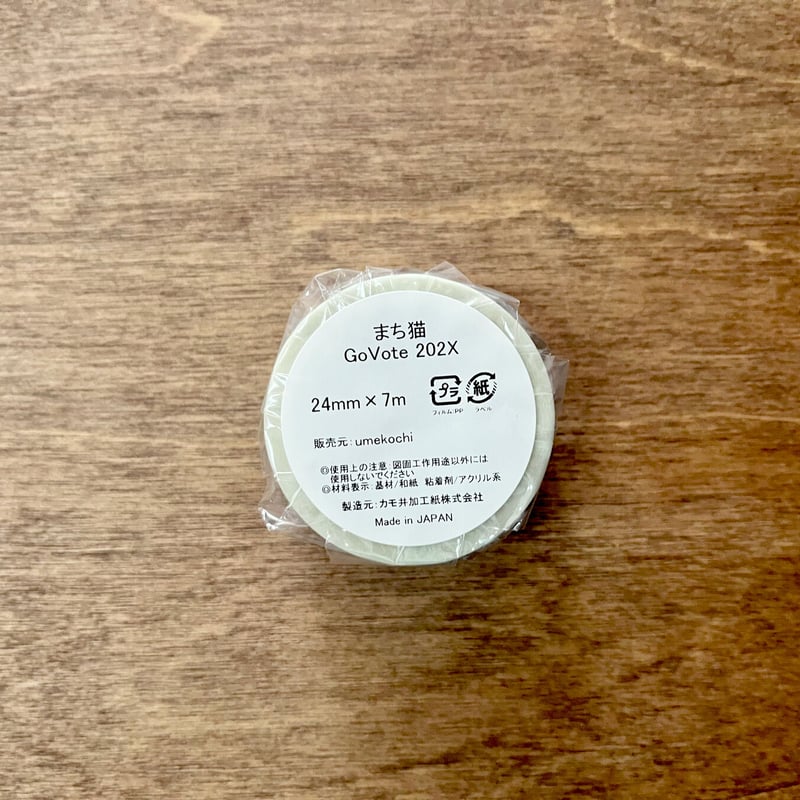 まち猫
GoVote 202X
24mm×7m
プラ
紙
フィルム:PP
ラベル
販売元:umekochi
◎使用上の注意:図画工作用途以外には
使用しないでください
◎材料表示:基材/和紙 粘着剤/アクリル系
製造元:カモ井加工紙株式会社
Made in JAPAN